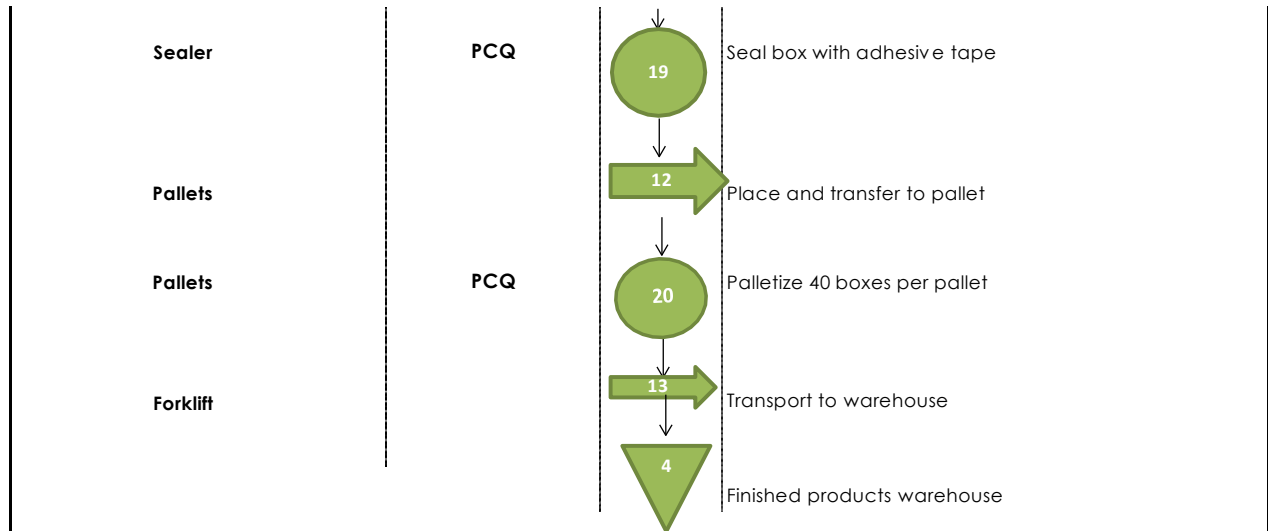 Sealer PCQ 19 Seal box with adhesive tape
12
Pallets Place and transfer to pallet
Pallets PCQ 20 Palletize 40 boxes per pallet
13
Forklift Transport to warehouse
4
Finished products warehouse